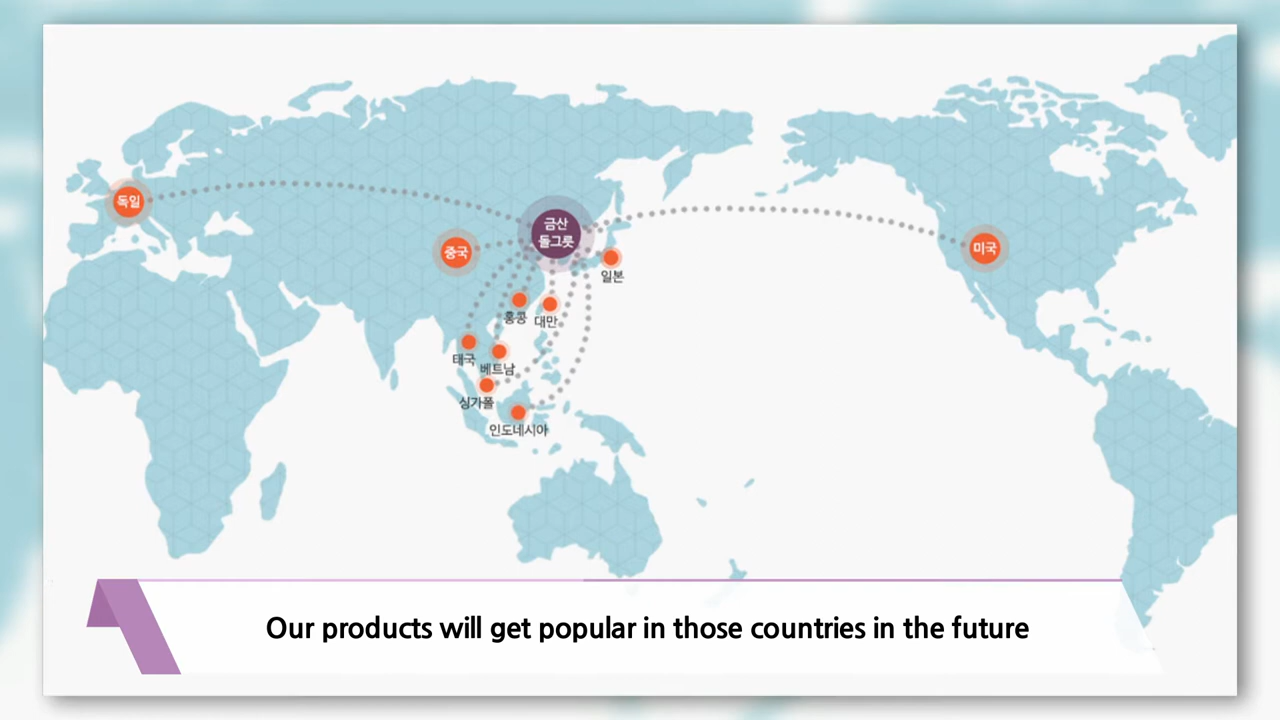 독일
중국
금산
돌그릇
일본
미국
홍콩
대만
태국
베트남
싱가폴
인도네시아
Our products will get popular in those countries in the future